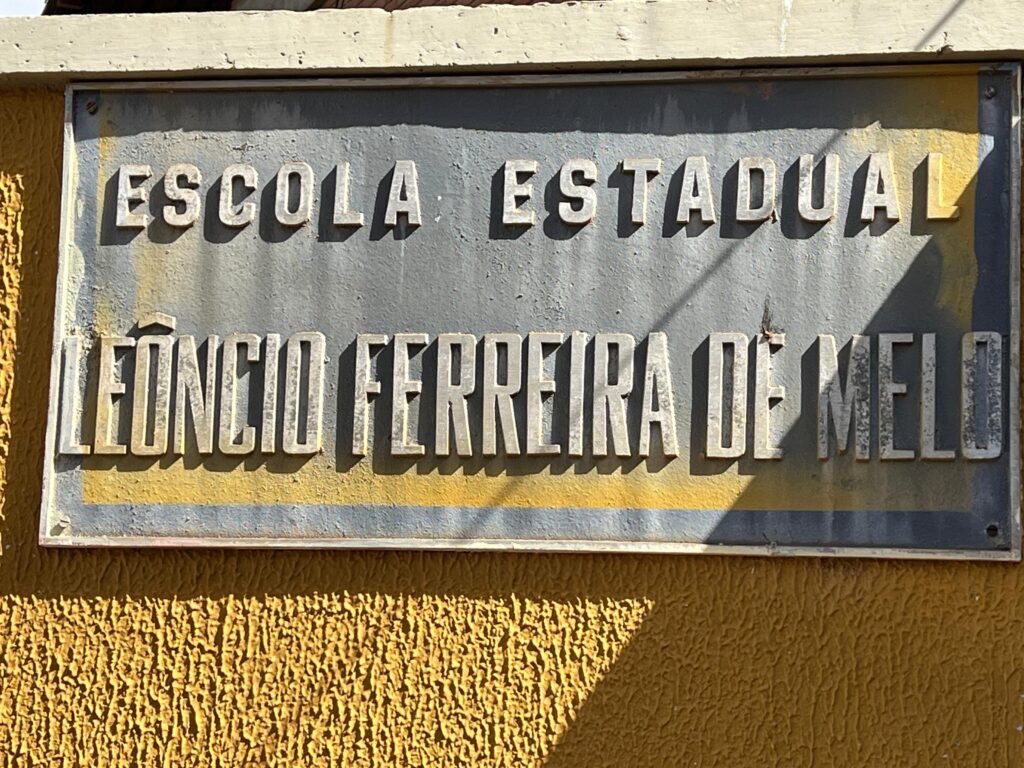 ESCOLA ESTADUAL
LEÔNCIO FERREIRA DE MELO